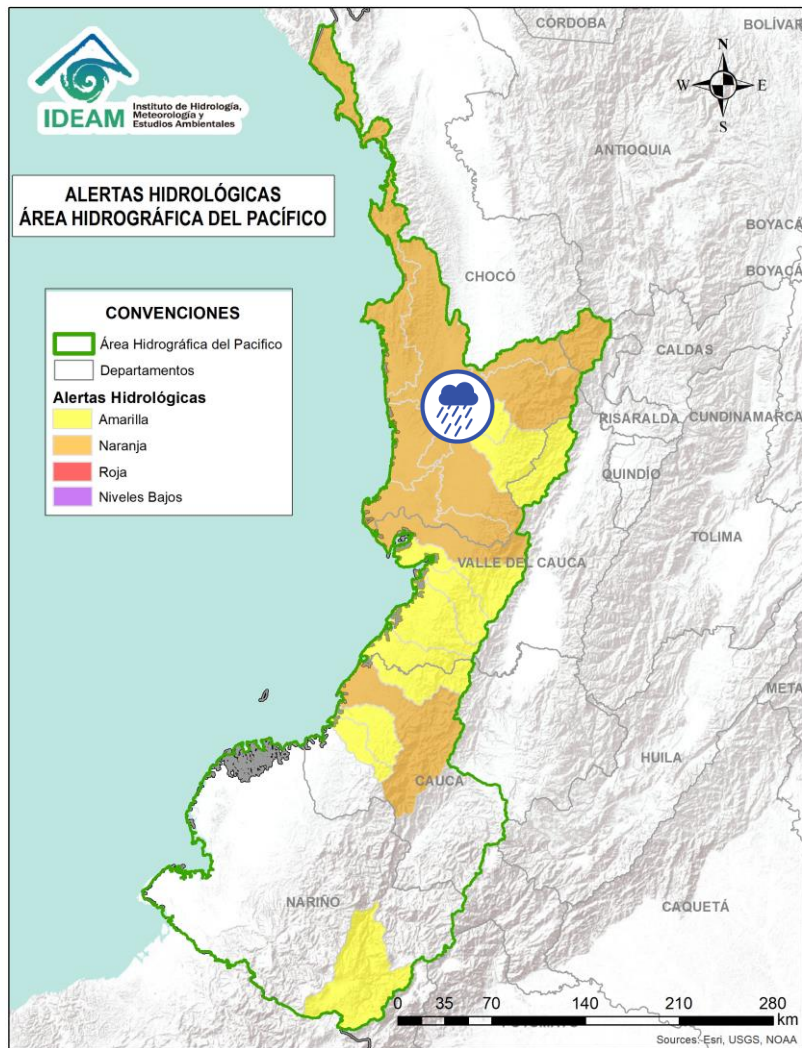 CÓRDOBA
BOLÍVAR
IDEAM
Instituto de Hidrología,
Meteorología y
Estudios Ambientales
N
W
E
S
ANTIOQUIA
ALERTAS HIDROLÓGICAS
ÁREA HIDROGRÁFICA DEL PACÍFICO
BOYACÁ
BOYACÁ
CHOCÓ
CONVENCIONES
Área Hidrográfica del Pacifico
Departamentos
Alertas Hidrológicas
Amarilla
Naranja
Roja
Niveles Bajos
CALDAS
RISARALDA
CUNDINAMARCA
QUINDÍO
TOLIMA
VALLE DEL CAUCA
META
HUILA
CAUCA
NARIÑO
CAQUETÁ
0 35 70 140 210 280
km
Sources: Esri, USGS, NOAA